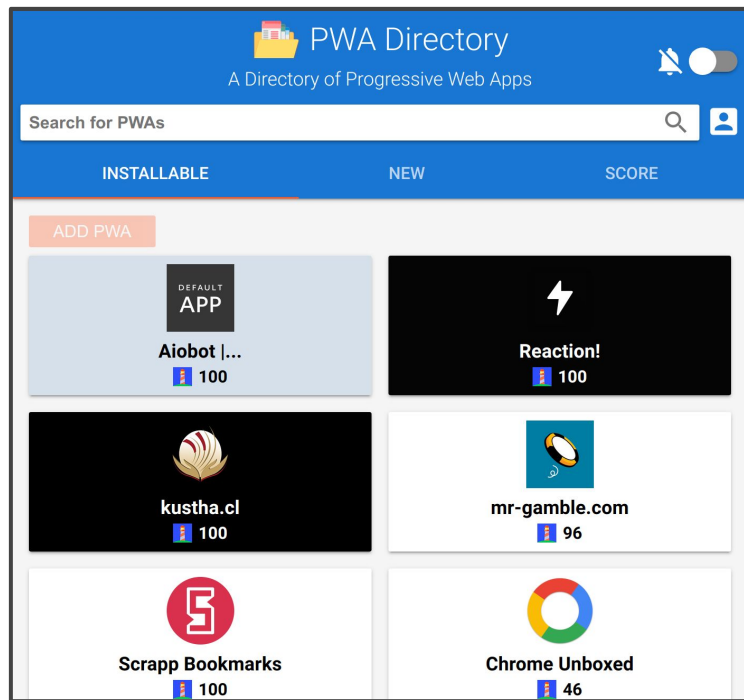 PWA Directory
A Directory of Progressive Web Apps
Search for PWAs
INSTALLABLE NEW SCORE
ADD PWA
DEFAULT
APP
Aiobot |...
100
Reaction!
100
kustha.cl
100
mr-gamble.com
96
Scrapp Bookmarks
100
Chrome Unboxed
46